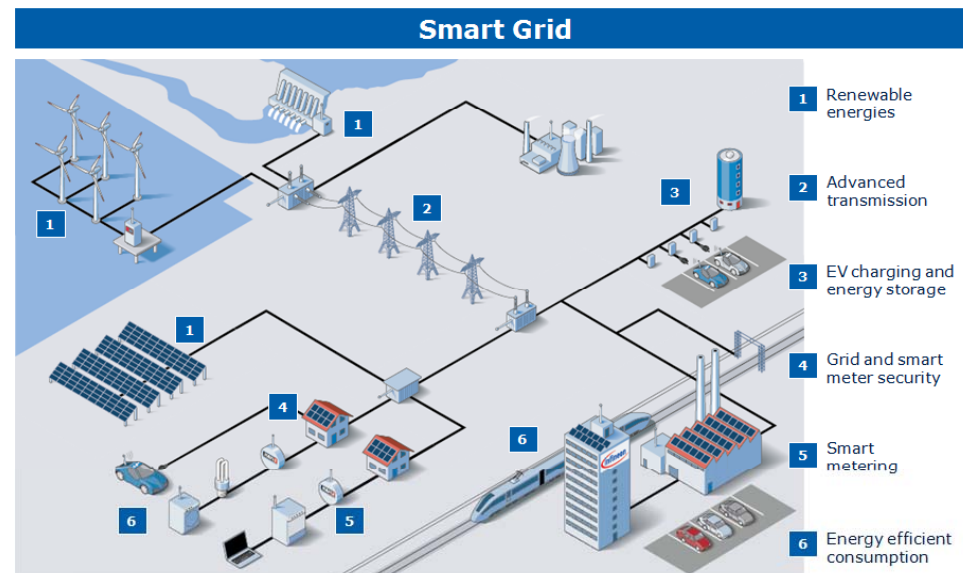 Smart Grid
1
1
2
3
1
4
5
6
6
infineon
1 Renewable
energies
2 Advanced
transmission
3 EV charging and
energy storage
4 Grid and smart
meter security
5 Smart
metering
6 Energy efficient
consumption